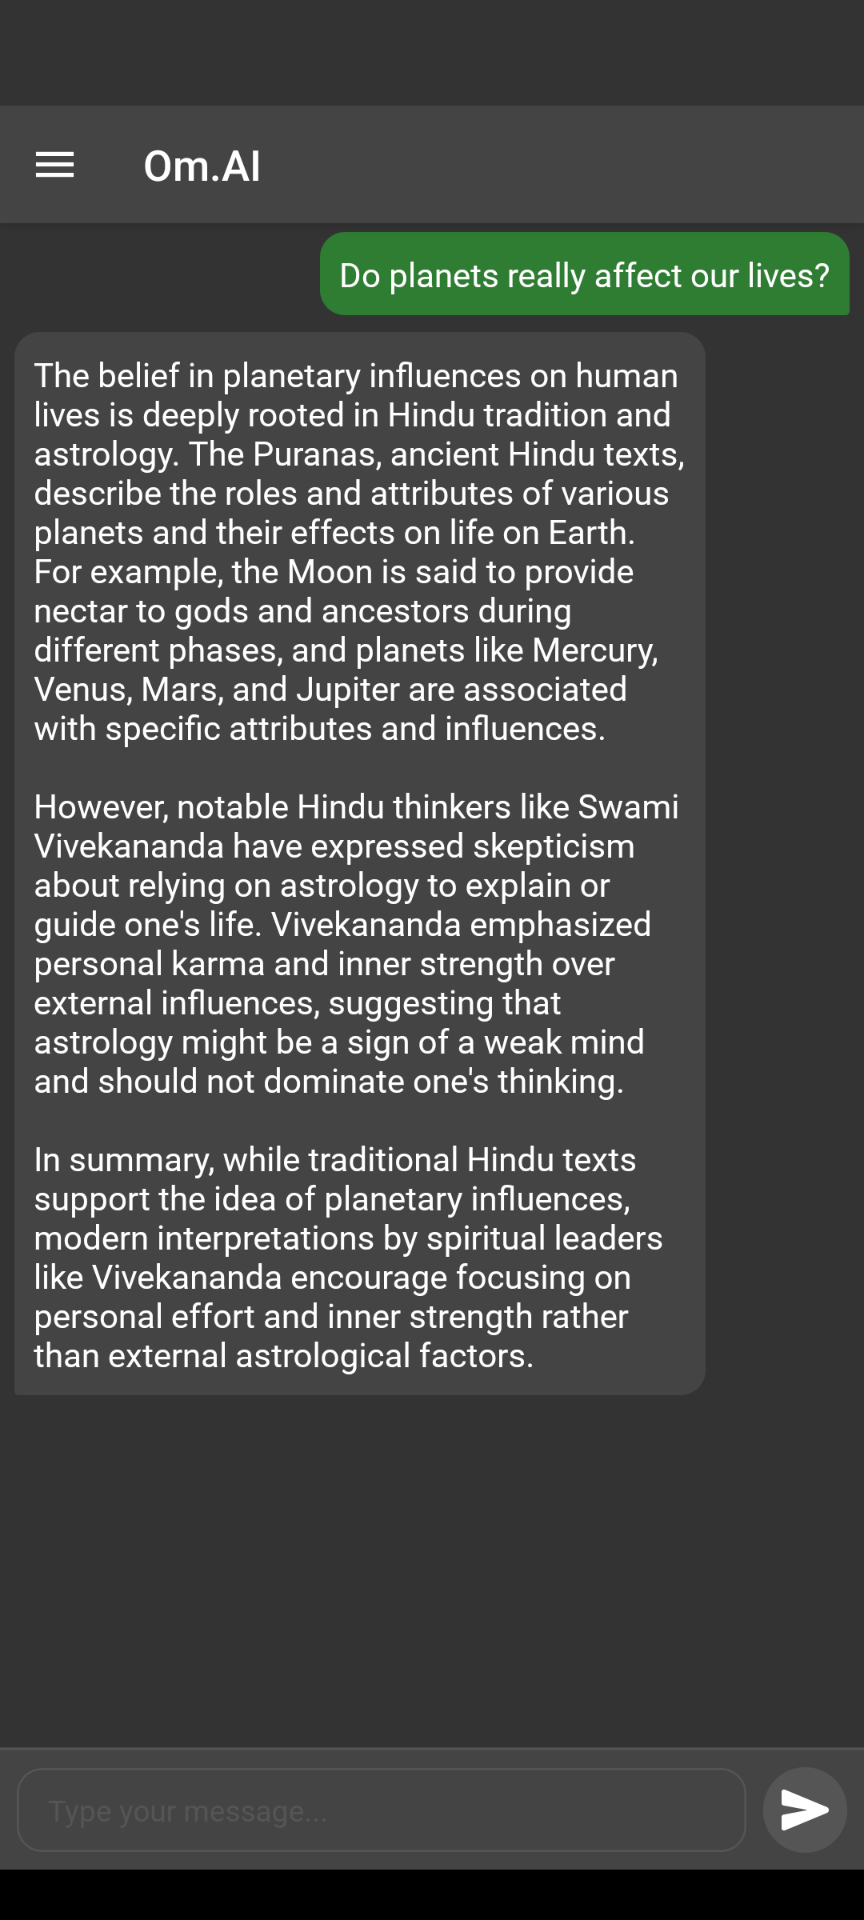 Om.AI
Do planets really affect our lives?
The belief in planetary influences on human
lives is deeply rooted in Hindu tradition and
astrology. The Puranas, ancient Hindu texts,
describe the roles and attributes of various
planets and their effects on life on Earth.
For example, the Moon is said to provide
nectar to gods and ancestors during
different phases, and planets like Mercury,
Venus, Mars, and Jupiter are associated
with specific attributes and influences.
However, notable Hindu thinkers like Swami
Vivekananda have expressed skepticism
about relying on astrology to explain or
guide one's life. Vivekananda emphasized
personal karma and inner strength over
external influences, suggesting that
astrology might be a sign of a weak mind
and should not dominate one's thinking.
In summary, while traditional Hindu texts
support the idea of planetary influences,
modern interpretations by spiritual leaders
like Vivekananda encourage focusing on
personal effort and inner strength rather
than external astrological factors.
Type your message...